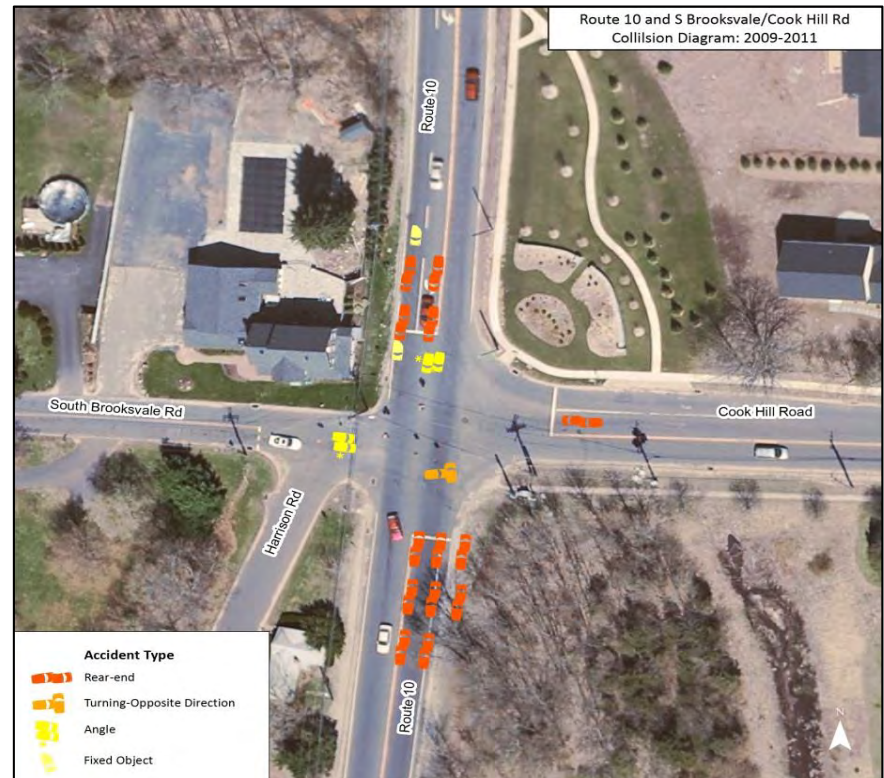 Route 10 and S Brooksvale/Cook Hill Rd
Collilsion Diagram: 2009-2011
Route 10
South Brooksvale Rd
Cook Hill Road
Harrison Rd
Route 10
Accident Type
Rear-end
Turning-Opposite Direction
Angle
Fixed Object
N